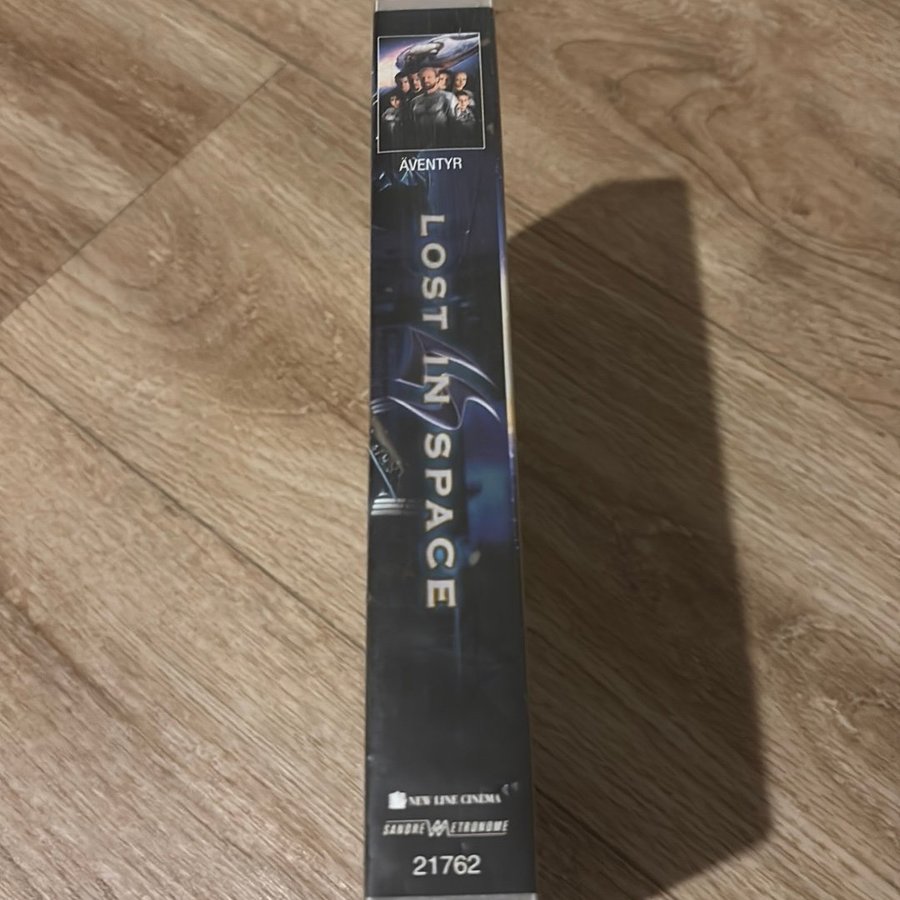 ÄVENTYR
LOST IN SPACE
NEW LINE CINEMA
SANDREW METRONOME
21762